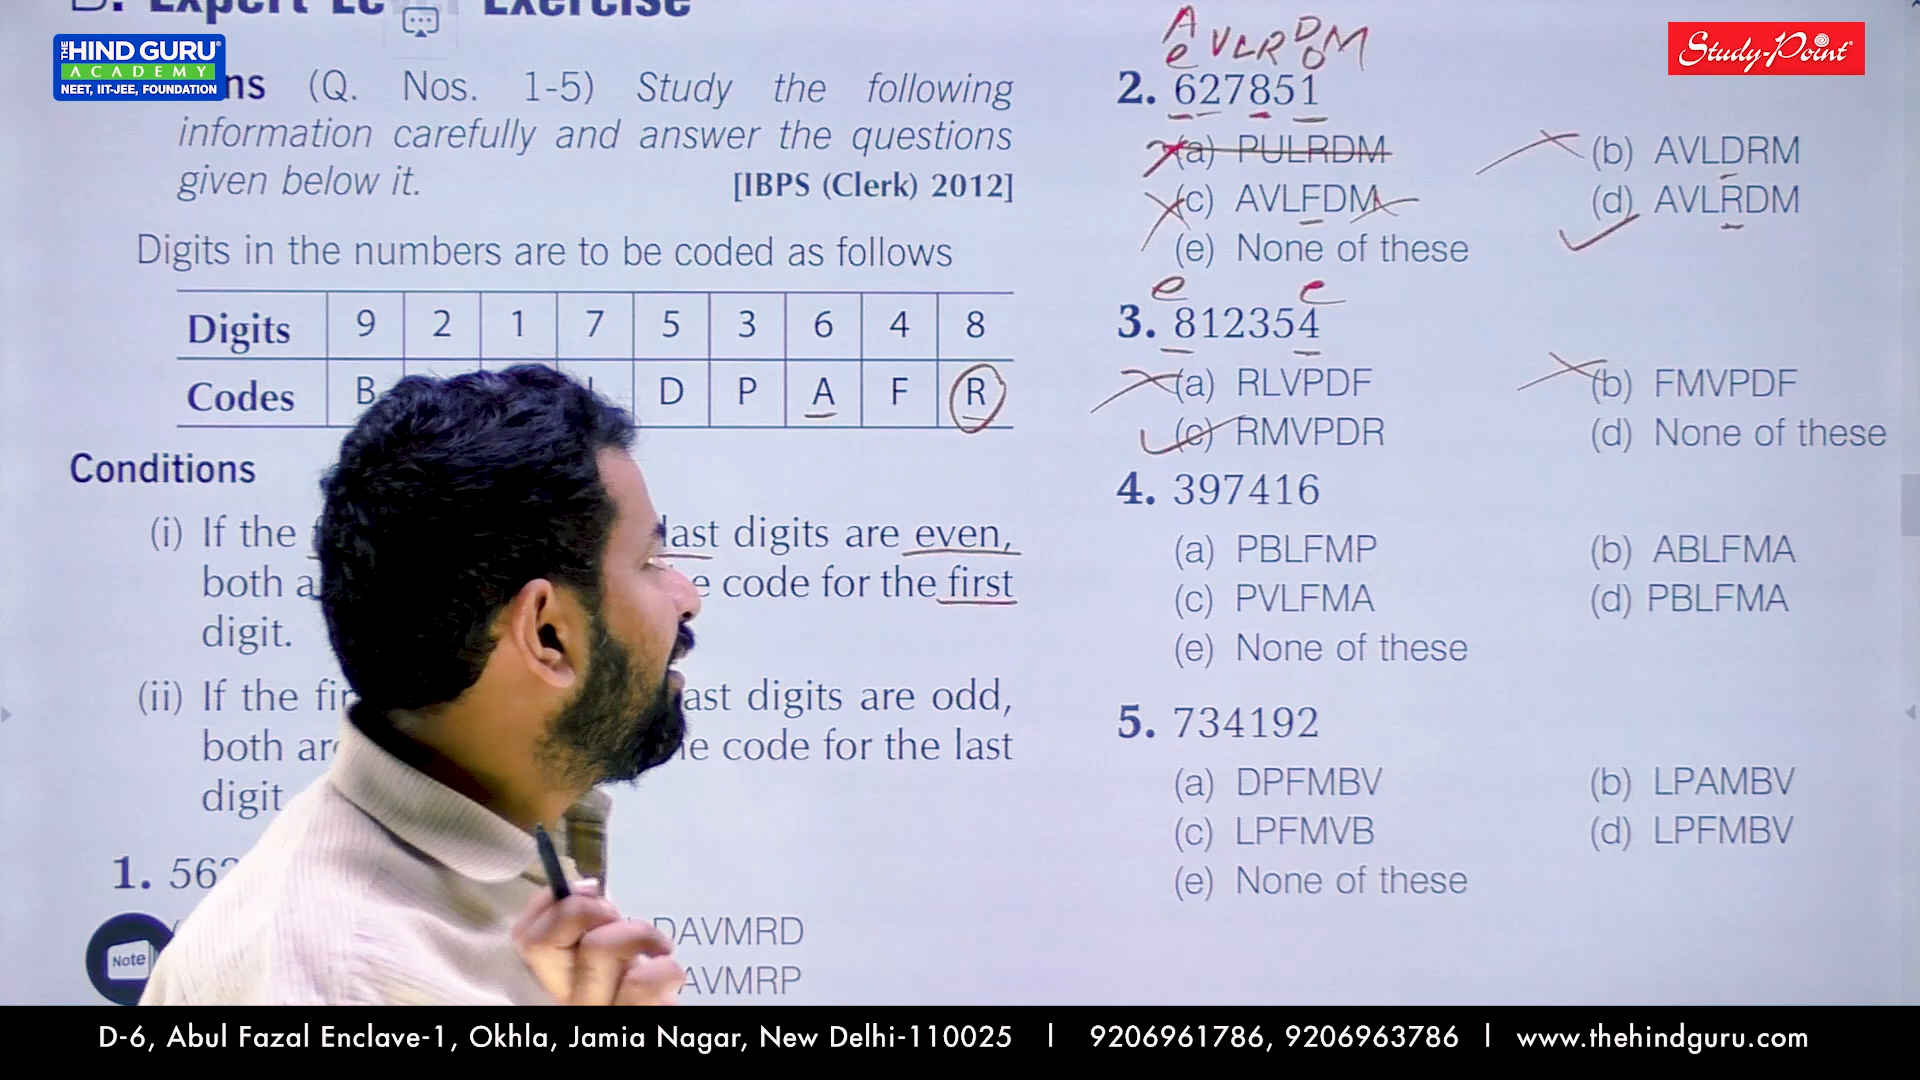 B. Expert Le Exercise
THE HIND GURU
ACADEMY
NEET, IIT-JEE, FOUNDATION
Study-Point
ns (Q. Nos. 1-5) Study the following
information carefully and answer the questions
given below it. [IBPS (Clerk) 2012]
Digits in the numbers are to be coded as follows
Digits 9 2 1 7 5 3 6 4 8
Codes B D P A F R
Conditions
(i) If the last digits are even,
both a e code for the first
digit.
(ii) If the fir ast digits are odd,
both ar e code for the last
digit
1. 56
DAVMRD
AVMRP
Note
A V L R D M
e o
2. 627851
(a) PULRDM (b) AVLDRM
(c) AVLFDM (d) AVLRDM
(e) None of these
e e
3. 812354
(a) RLVPDF (b) FMVPDF
(c) RMVPDR (d) None of these
4. 397416
(a) PBLFMP (b) ABLFMA
(c) PVLFMA (d) PBLFMA
(e) None of these
5. 734192
(a) DPFMBV (b) LPAMBV
(c) LPFMVB (d) LPFMBV
(e) None of these
D-6, Abul Fazal Enclave-1, Okhla, Jamia Nagar, New Delhi-110025 | 9206961786, 9206963786 | www.thehindguru.com